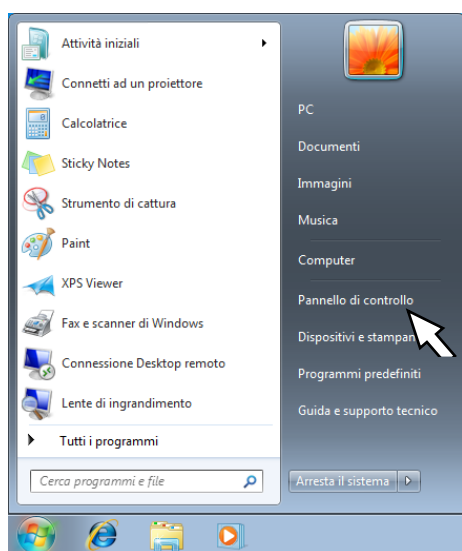 Attività iniziali
Connetti ad un proiettore
Calcolatrice
Sticky Notes
Strumento di cattura
Paint
XPS Viewer
Fax e scanner di Windows
Connessione Desktop remoto
Lente di ingrandimento
Tutti i programmi
Cerca programmi e file
PC
Documenti
Immagini
Musica
Computer
Pannello di controllo
Dispositivi e stampan
Programmi predefiniti
Guida e supporto tecnico
Arresta il sistema